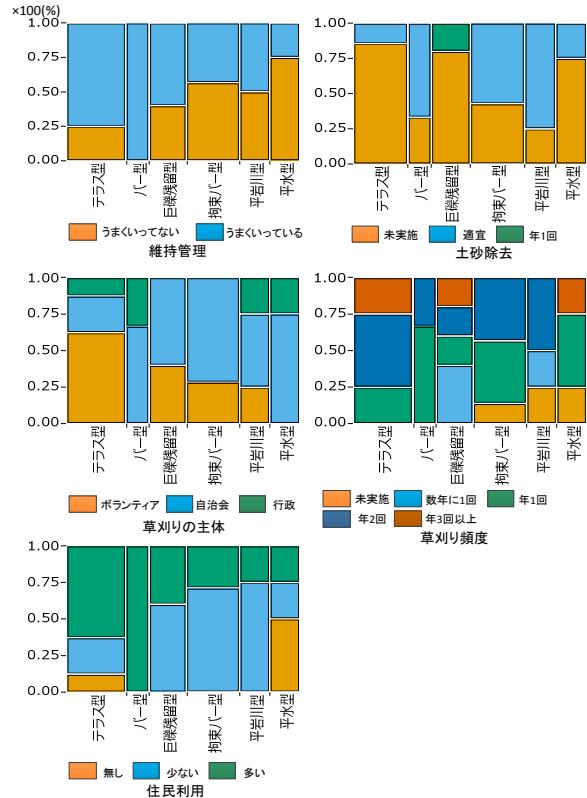 ×100(%)
1.00
0.75
0.50
0.25
0.00
テラス型
バー型
巨礫残留型
拘束バー型
平岩川型
平水型
うまくいってない
うまくいっている
維持管理
1.00
0.75
0.50
0.25
0.00
テラス型
バー型
巨礫残留型
拘束バー型
平岩川型
平水型
未実施
適宜
年1回
土砂除去
1.00
0.75
0.50
0.25
0.00
テラス型
バー型
巨礫残留型
拘束バー型
平岩川型
平水型
ボランティア
自治会
行政
草刈りの主体
1.00
0.75
0.50
0.25
0.00
テラス型
バー型
巨礫残留型
拘束バー型
平岩川型
平水型
未実施
数年に1回
年1回
年2回
年3回以上
草刈り頻度
1.00
0.75
0.50
0.25
0.00
テラス型
バー型
巨礫残留型
拘束バー型
平岩川型
平水型
無し
少ない
多い
住民利用